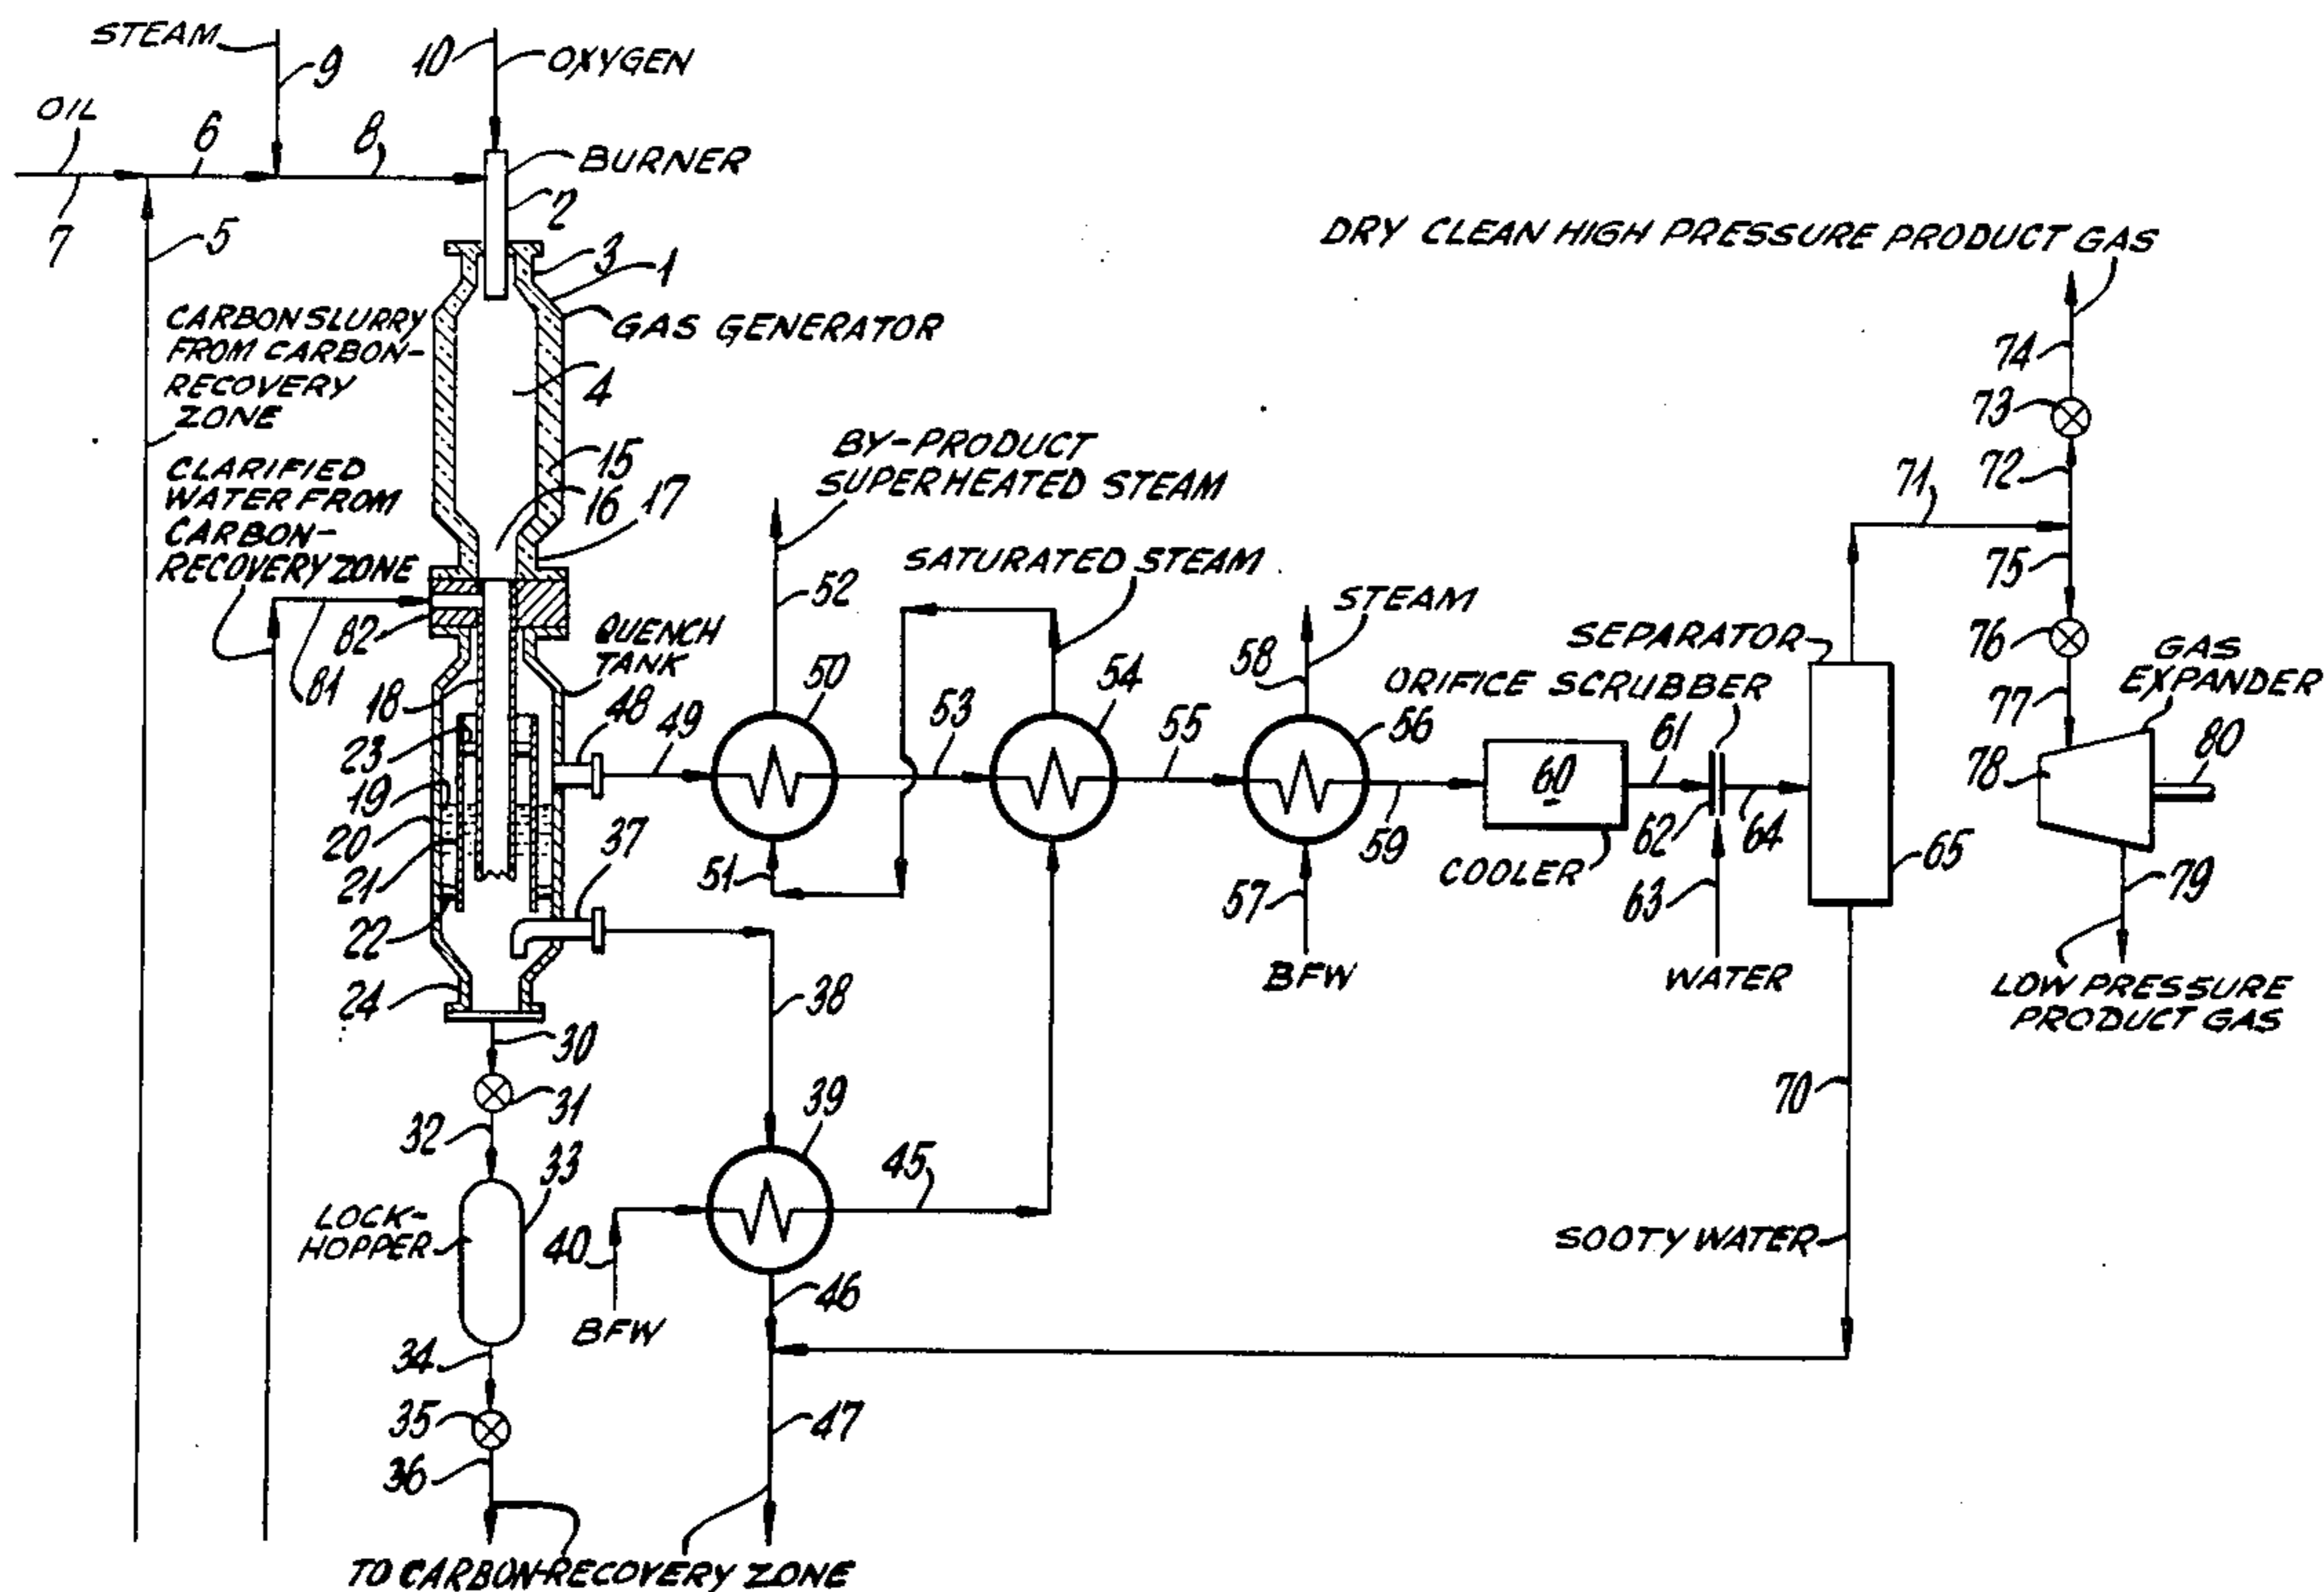 STEAM
9
10
OXYGEN
OIL
6
8
BURNER
2
7
5
3
1
DRY CLEAN HIGH PRESSURE PRODUCT GAS
CARBON SLURRY
FROM CARBON-
RECOVERY
ZONE
GAS GENERATOR
4
74
73
CLARIFIED
WATER FROM
CARBON-
RECOVERY ZONE
15
16
17
BY-PRODUCT
SUPERHEATED STEAM
71
72
52
SATURATED STEAM
75
82
81
QUENCH
TANK
STEAM
SEPARATOR
76
GAS
EXPANDER
18
48
49
50
53
54
55
58
56
ORIFICE SCRUBBER
61
77
78
80
23
19
20
21
22
24
37
51
59
60
COOLER
62
63
64
65
79
57
BFW
WATER
LOW PRESSURE
PRODUCT GAS
38
30
31
32
33
39
45
70
LOCK-
HOPPER
40
BFW
46
SOOTY WATER
34
35
36
47
TO CARBON-RECOVERY ZONE